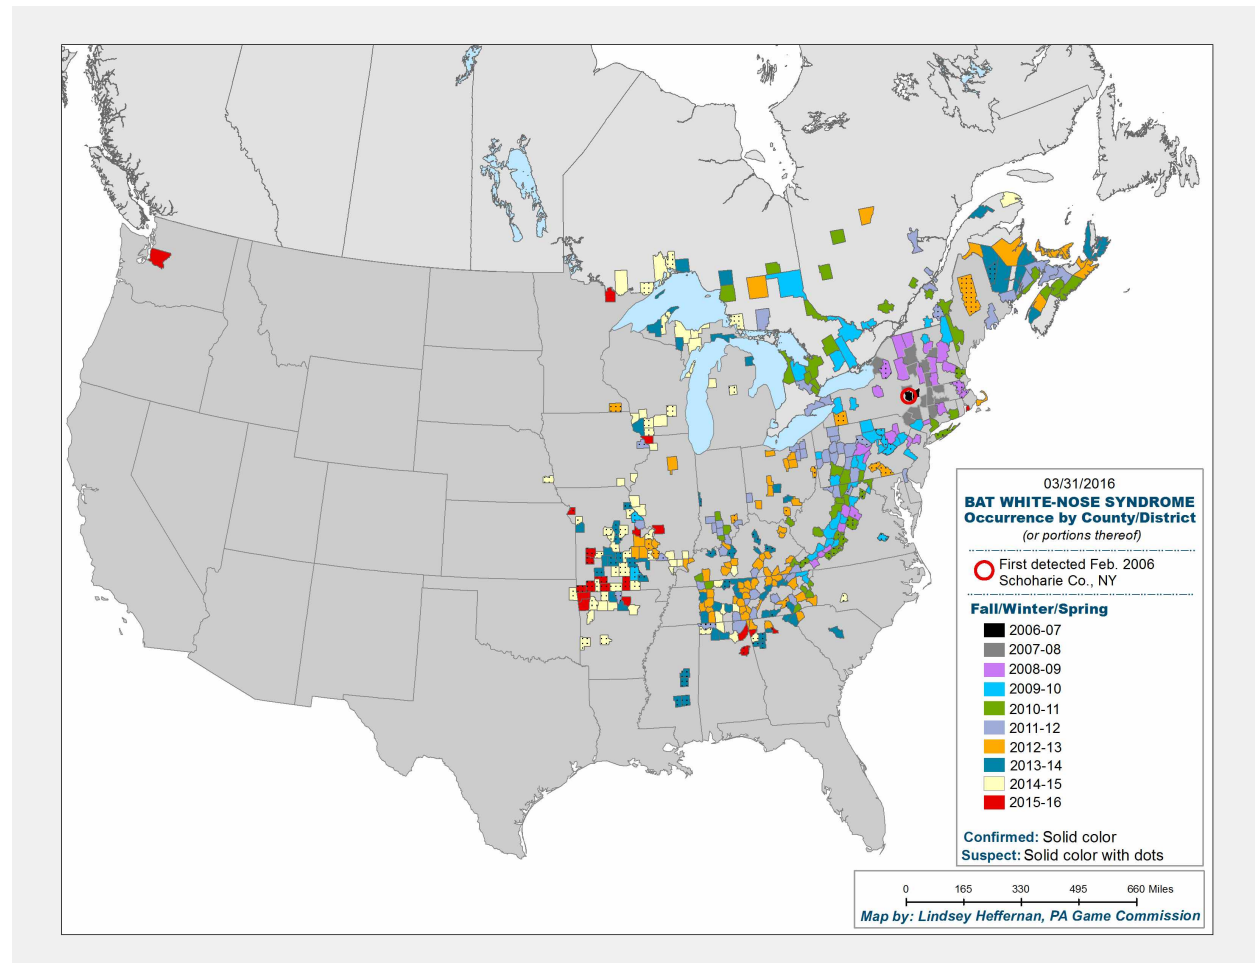 03/31/2016
BAT WHITE-NOSE SYNDROME
Occurrence by County/District
(or portions thereof)
First detected Feb. 2006
Schoharie Co., NY
Fall/Winter/Spring
2006-07
2007-08
2008-09
2009-10
2010-11
2011-12
2012-13
2013-14
2014-15
2015-16
Confirmed: Solid color
Suspect: Solid color with dots
0 165 330 495 660 Miles
Map by: Lindsey Heffernan, PA Game Commission